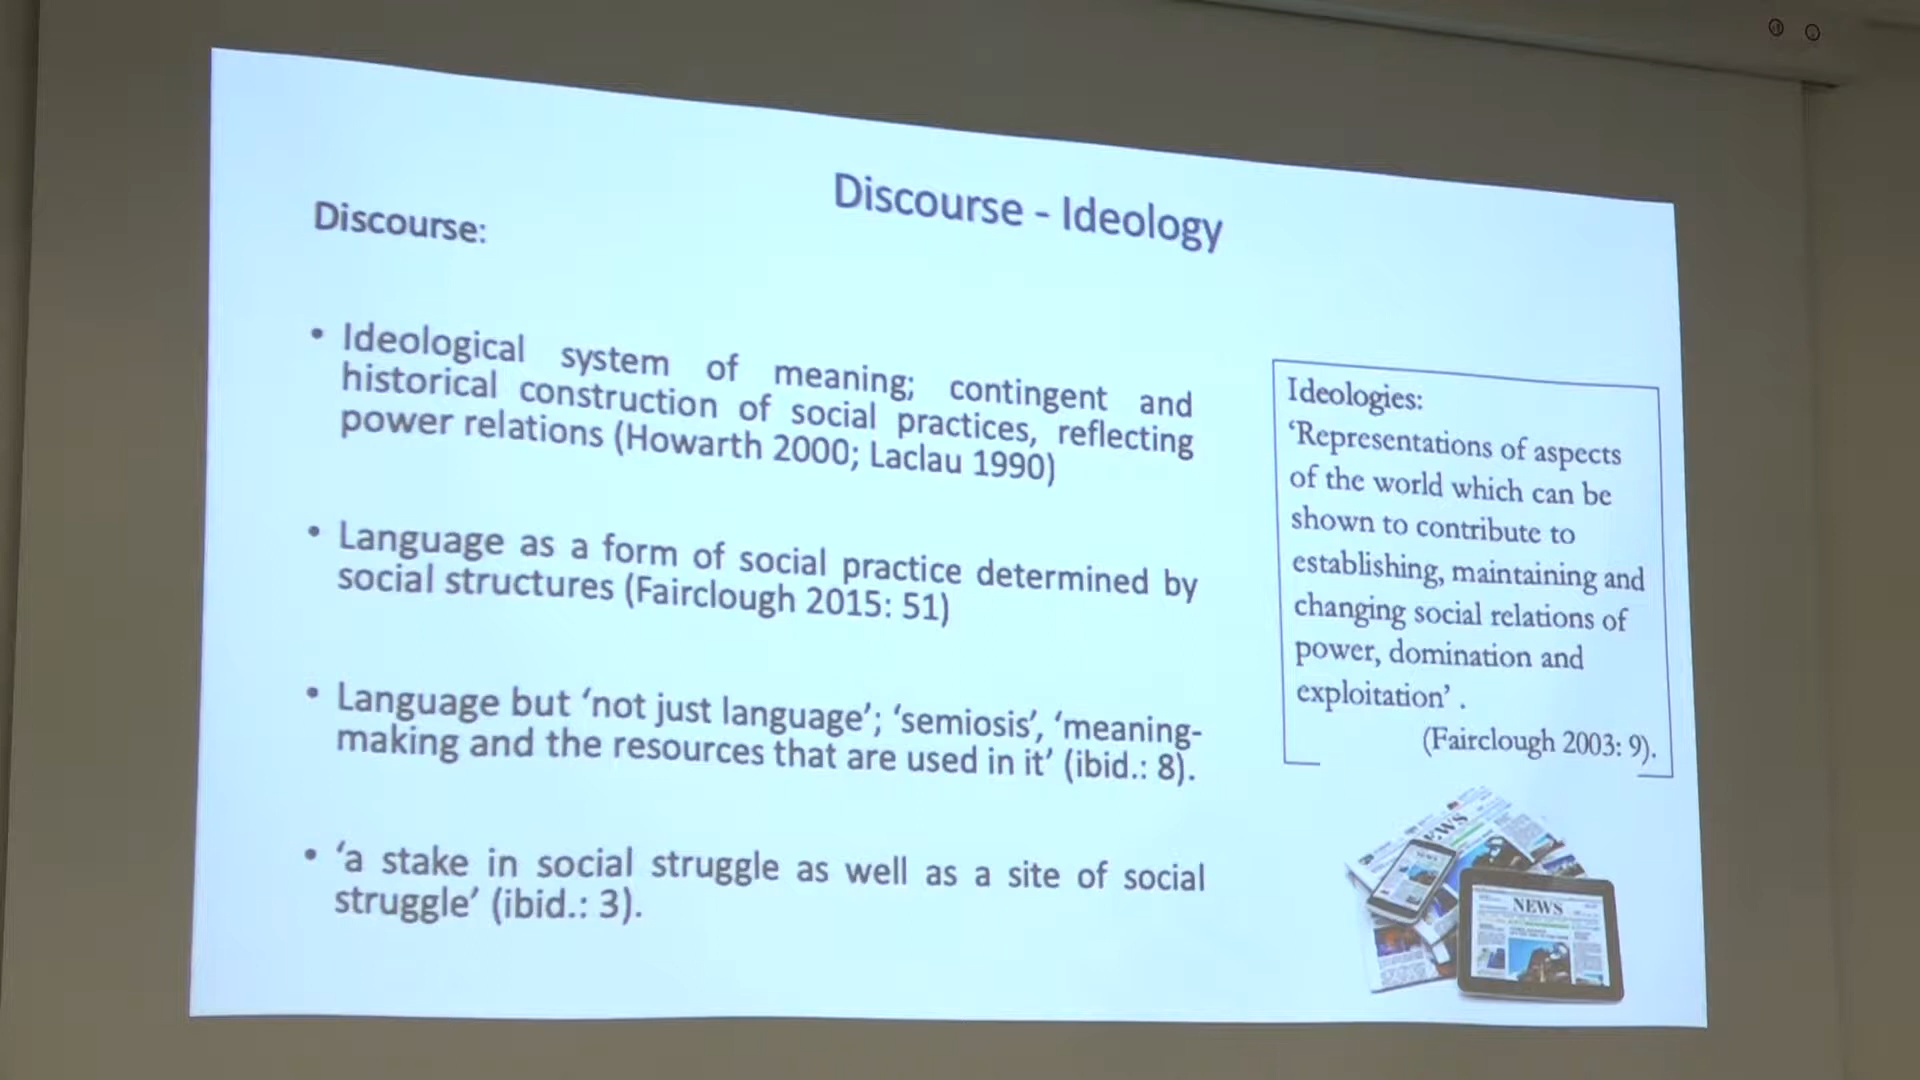 Discourse - Ideology
Discourse:
• Ideological system of meaning; contingent and
historical construction of social practices, reflecting
power relations (Howarth 2000; Laclau 1990)
• Language as a form of social practice determined by
social structures (Fairclough 2015: 51)
• Language but ‘not just language’; ‘semiosis’, ‘meaning-
making and the resources that are used in it’ (ibid.: 8).
• ‘a stake in social struggle as well as a site of social
struggle’ (ibid.: 3).
Ideologies:
‘Representations of aspects
of the world which can be
shown to contribute to
establishing, maintaining and
changing social relations of
power, domination and
exploitation’ .
(Fairclough 2003: 9).
NEWS